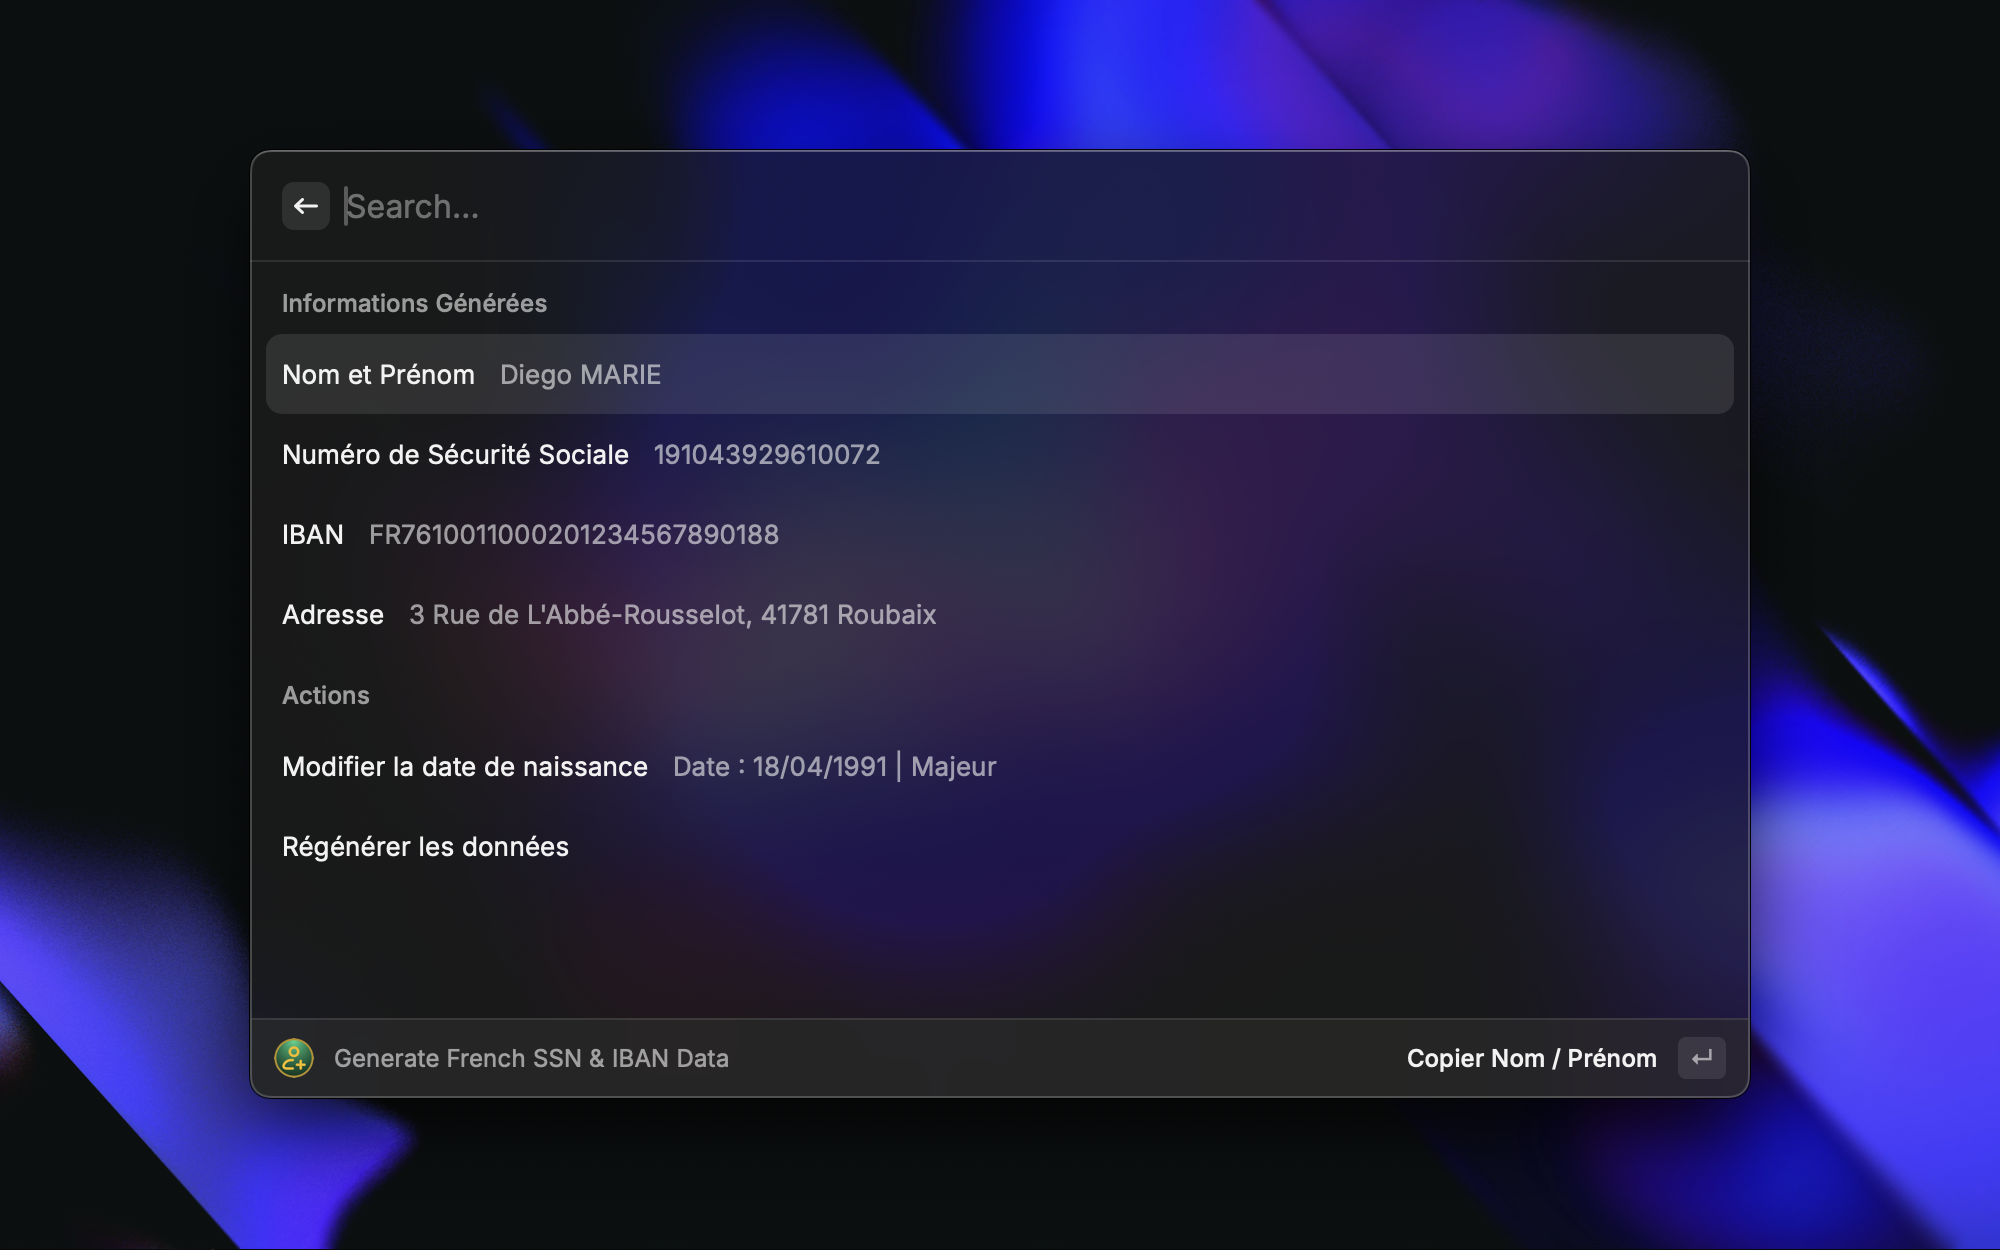 Search...
Informations Générées
Nom et Prénom Diego MARIE
Numéro de Sécurité Sociale 191043929610072
IBAN FR7610011000201234567890188
Adresse 3 Rue de L'Abbé-Rousselot, 41781 Roubaix
Actions
Modifier la date de naissance Date : 18/04/1991 | Majeur
Régénérer les données
Generate French SSN & IBAN Data Copier Nom / Prénom